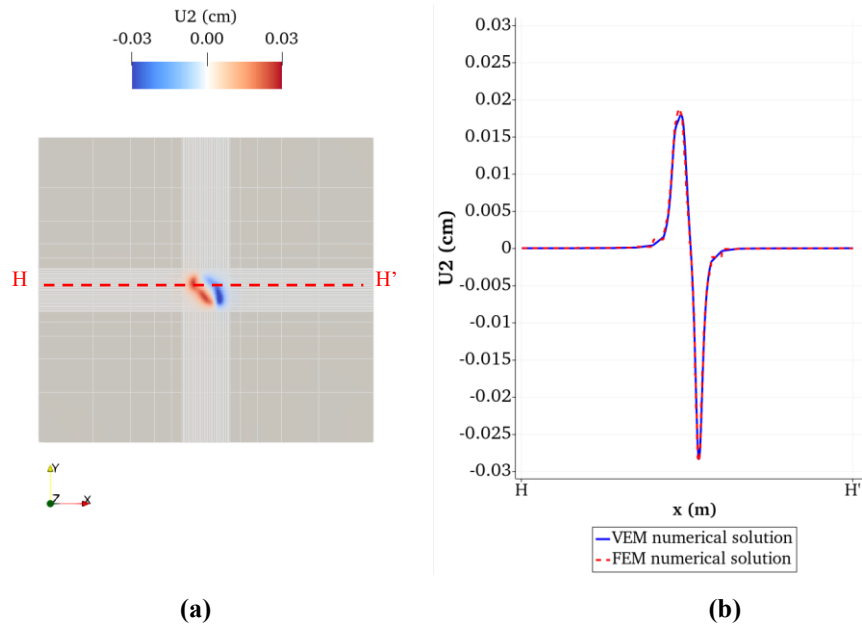 U2 (cm)
-0.03 0.00 0.03
H H'
Y
Z X
(a)
0.03
0.025
0.02
0.015
0.01
0.005
0
-0.005
-0.01
-0.015
-0.02
-0.025
-0.03
U2 (cm)
H H'
x (m)
VEM numerical solution
FEM numerical solution
(b)